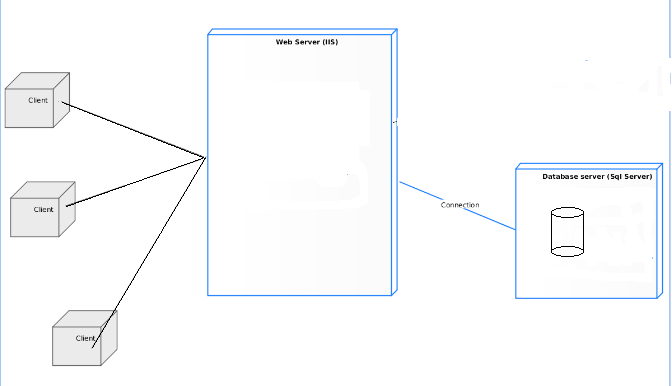 Web Server (IIS)
Client
Client
Client
Connection
Database server (Sql Server)